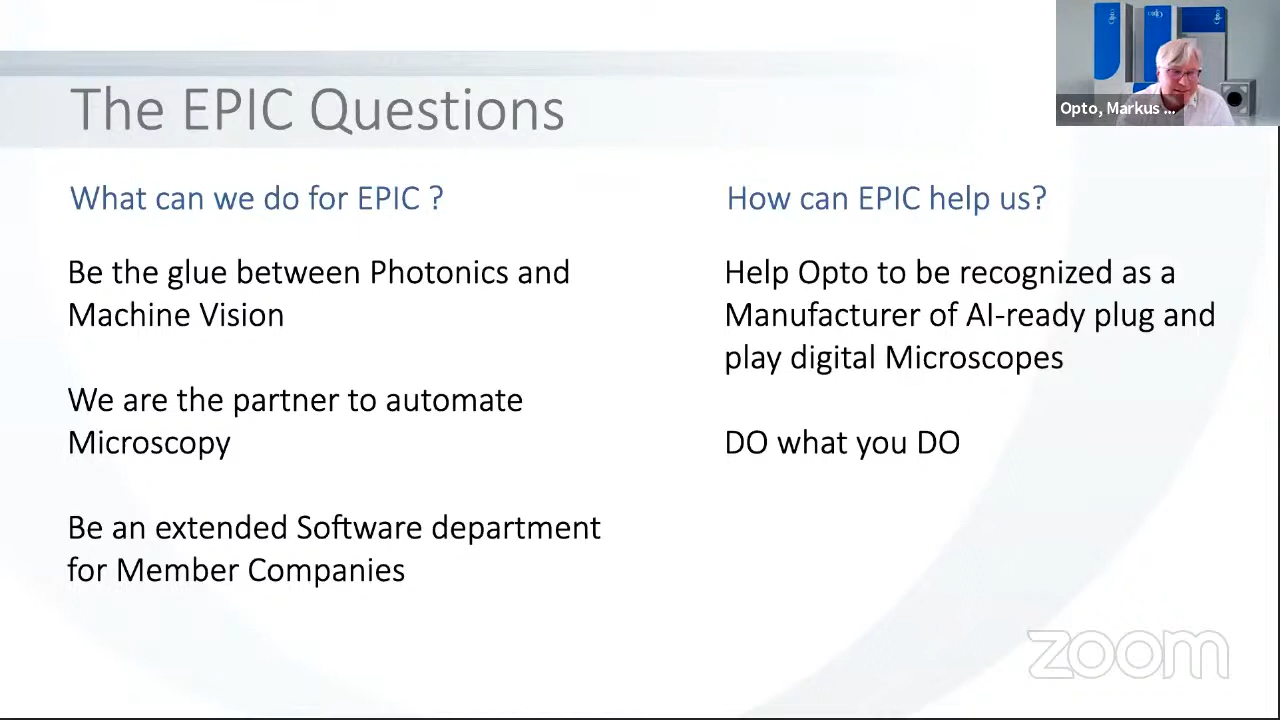 The EPIC Questions
What can we do for EPIC ?
Be the glue between Photonics and
Machine Vision
We are the partner to automate
Microscopy
Be an extended Software department
for Member Companies
How can EPIC help us?
Help Opto to be recognized as a
Manufacturer of AI-ready plug and
play digital Microscopes
DO what you DO
Opto, Markus ...
Opto
Opto
Opto
zoom